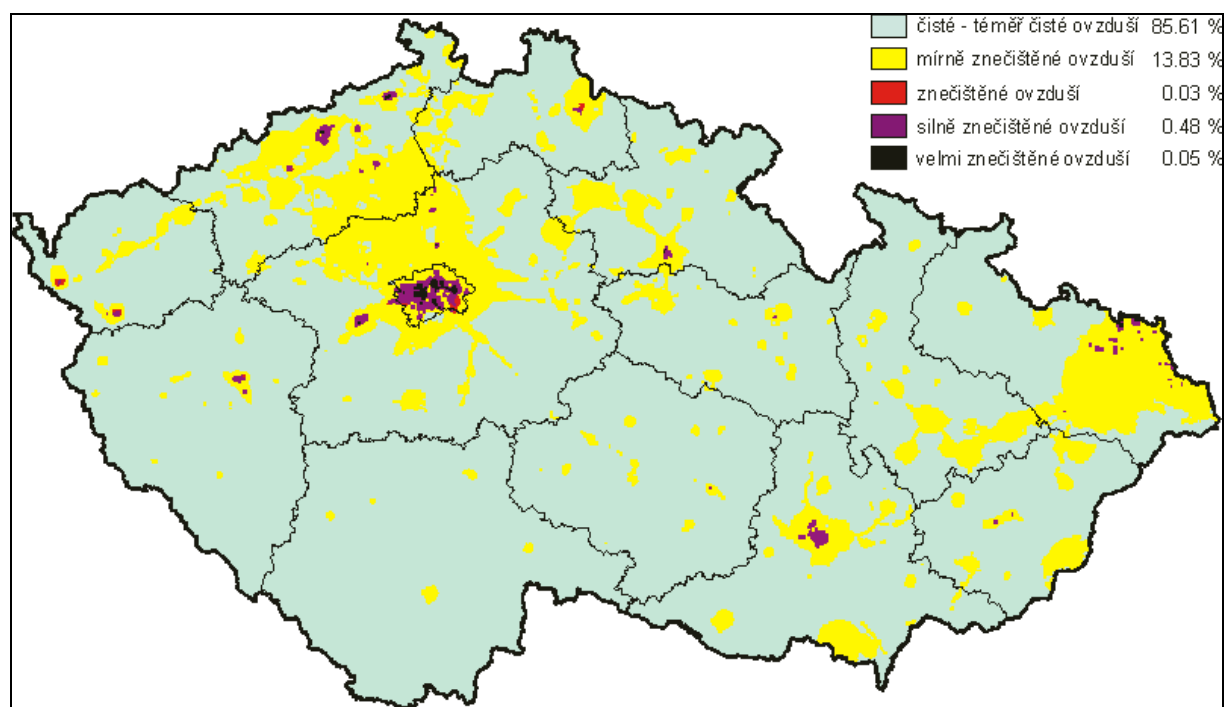 čisté - téměř čisté ovzduší 85.61 %
mírně znečištěné ovzduší 13.83 %
znečištěné ovzduší 0.03 %
silně znečištěné ovzduší 0.48 %
velmi znečištěné ovzduší 0.05 %